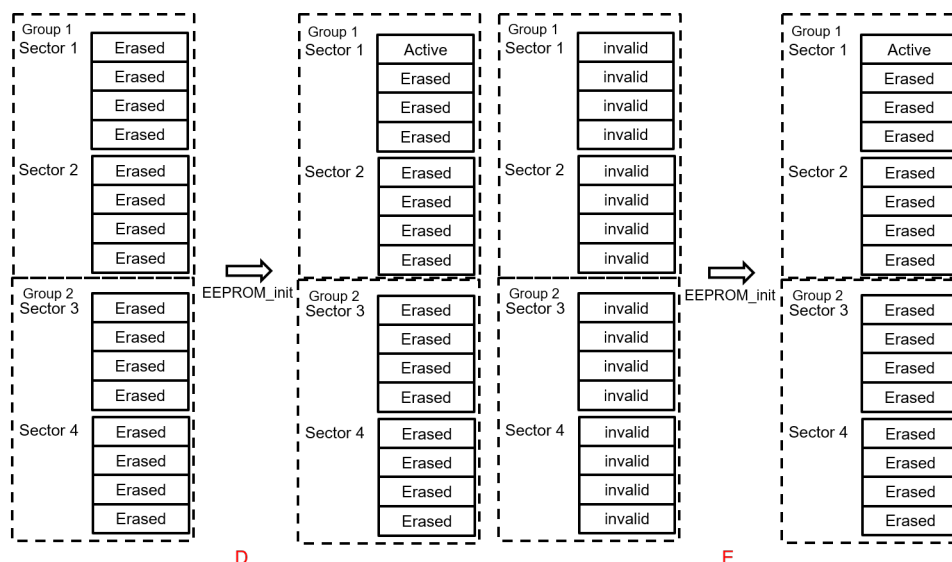 Group 1
Sector 1
Erased
Erased
Erased
Erased
Sector 2
Erased
Erased
Erased
Erased
Group 2
Sector 3
Erased
Erased
Erased
Erased
Sector 4
Erased
Erased
Erased
Erased
EEPROM_init
Group 1
Sector 1
Active
Erased
Erased
Erased
Sector 2
Erased
Erased
Erased
Erased
Group 2
Sector 3
Erased
Erased
Erased
Erased
Sector 4
Erased
Erased
Erased
Erased
D
Group 1
Sector 1
invalid
invalid
invalid
invalid
Sector 2
invalid
invalid
invalid
invalid
Group 2
Sector 3
invalid
invalid
invalid
invalid
Sector 4
invalid
invalid
invalid
invalid
EEPROM_init
Group 1
Sector 1
Active
Erased
Erased
Erased
Sector 2
Erased
Erased
Erased
Erased
Group 2
Sector 3
Erased
Erased
Erased
Erased
Sector 4
Erased
Erased
Erased
Erased
E